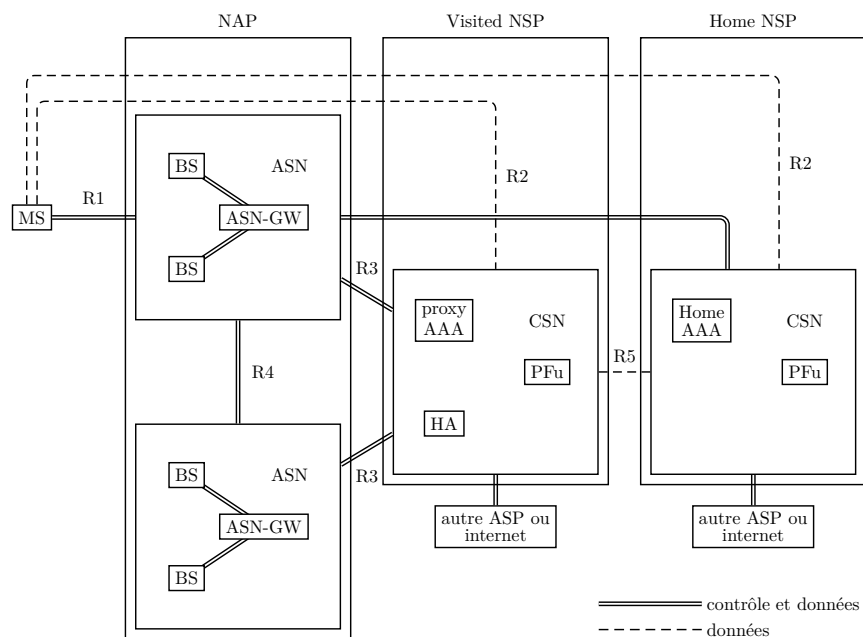 NAP
Visited NSP
Home NSP
BS
ASN
R2
R2
R1
MS
ASN-GW
BS
R3
proxy
AAA
CSN
Home
AAA
CSN
R4
R5
PFu
PFu
HA
BS
ASN
R3
ASN-GW
autre ASP ou
internet
autre ASP ou
internet
BS
contrôle et données
données